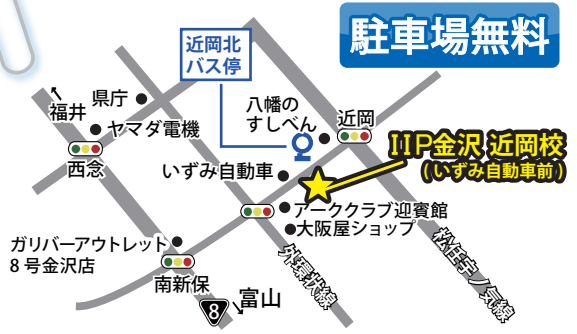 駐車場無料
近岡北
バス停
県庁
福井
ヤマダ電機
西念
八幡の
すしべん
近岡
IIP金沢 近岡校
(いずみ自動車前)
いずみ自動車
アーククラブ迎賓館
大阪屋ショップ
ガリバーアウトレット
8号金沢店
南新保
外環状線
松任宇ノ気線
8
富山